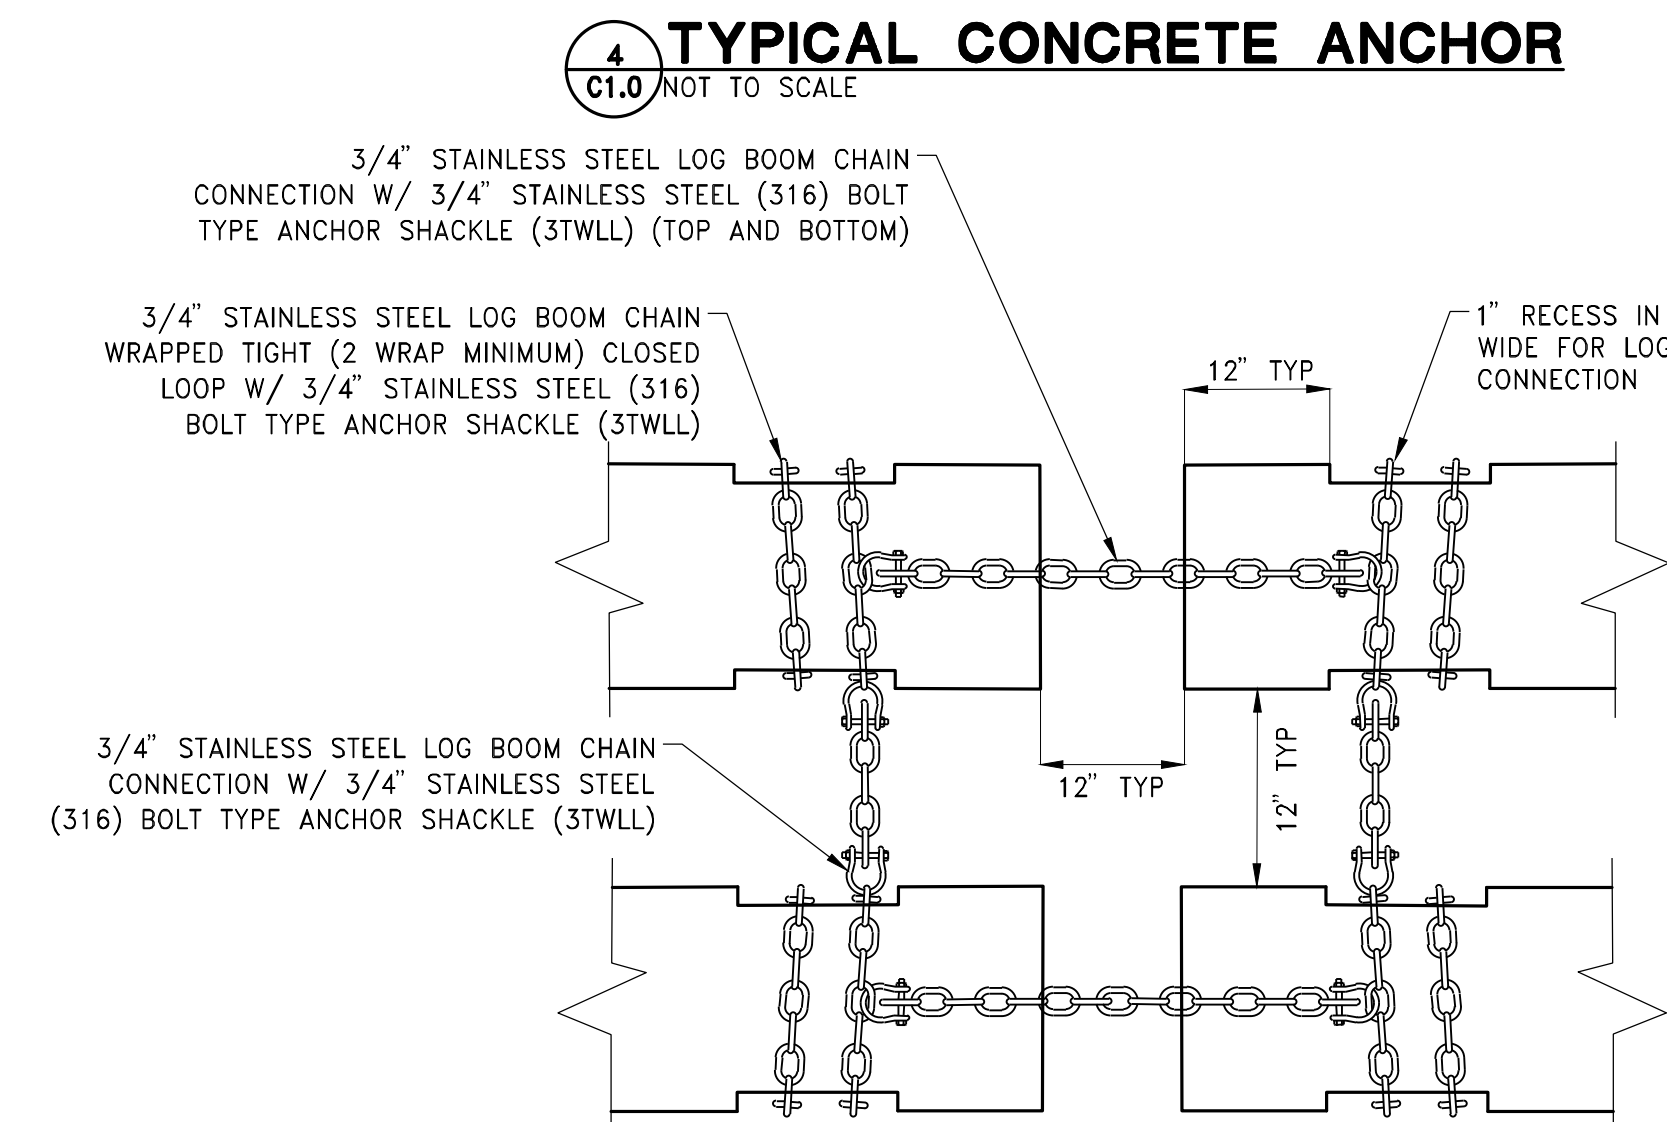 4
C1.0
TYPICAL CONCRETE ANCHOR
NOT TO SCALE
3/4" STAINLESS STEEL LOG BOOM CHAIN
CONNECTION W/ 3/4" STAINLESS STEEL (316) BOLT
TYPE ANCHOR SHACKLE (3TWLL) (TOP AND BOTTOM)
3/4" STAINLESS STEEL LOG BOOM CHAIN
WRAPPED TIGHT (2 WRAP MINIMUM) CLOSED
LOOP W/ 3/4" STAINLESS STEEL (316)
BOLT TYPE ANCHOR SHACKLE (3TWLL)
1" RECESS IN
WIDE FOR LOG
CONNECTION
12" TYP
12" TYP
12" TYP
3/4" STAINLESS STEEL LOG BOOM CHAIN
CONNECTION W/ 3/4" STAINLESS STEEL
(316) BOLT TYPE ANCHOR SHACKLE (3TWLL)